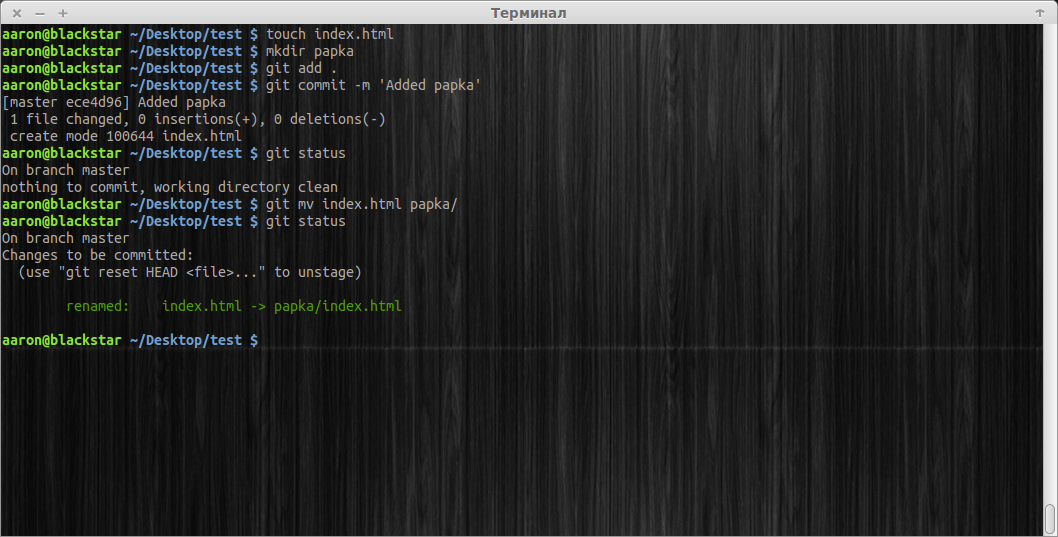 Терминал
aaron@blackstar ~/Desktop/test $ touch index.html
aaron@blackstar ~/Desktop/test $ mkdir papka
aaron@blackstar ~/Desktop/test $ git add .
aaron@blackstar ~/Desktop/test $ git commit -m 'Added papka'
[master ece4d96] Added papka
 1 file changed, 0 insertions(+), 0 deletions(-)
 create mode 100644 index.html
aaron@blackstar ~/Desktop/test $ git status
On branch master
nothing to commit, working directory clean
aaron@blackstar ~/Desktop/test $ git mv index.html papka/
aaron@blackstar ~/Desktop/test $ git status
On branch master
Changes to be committed:
  (use "git reset HEAD <file>..." to unstage)
        renamed:    index.html -> papka/index.html
aaron@blackstar ~/Desktop/test $